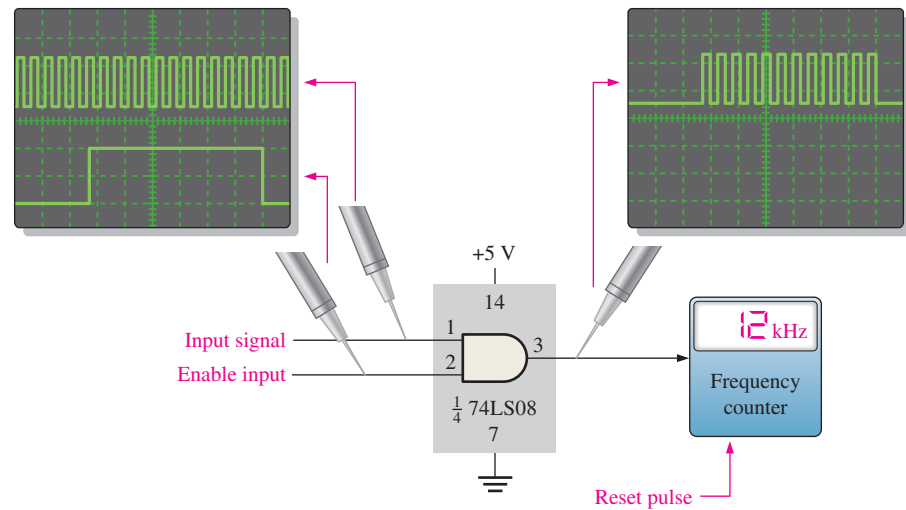 +5 V
14
12 kHz
1
Input signal
3
2
Enable input
Frequency
counter
1/4 74LS08
7
Reset pulse